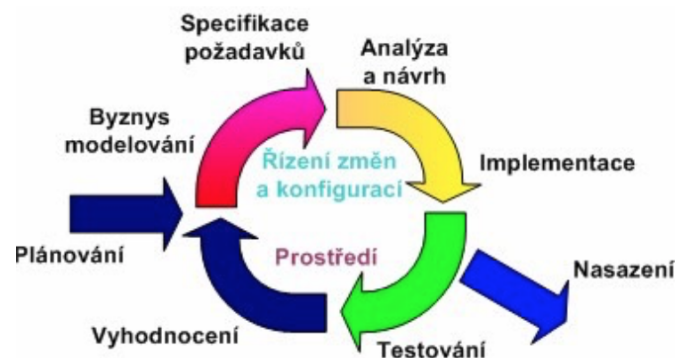 Specifikace
požadavků
Analýza
a návrh
Byznys
modelování
Řízení změn
a konfigurací
Implementace
Plánování
Prostředí
Nasazení
Vyhodnocení
Testování